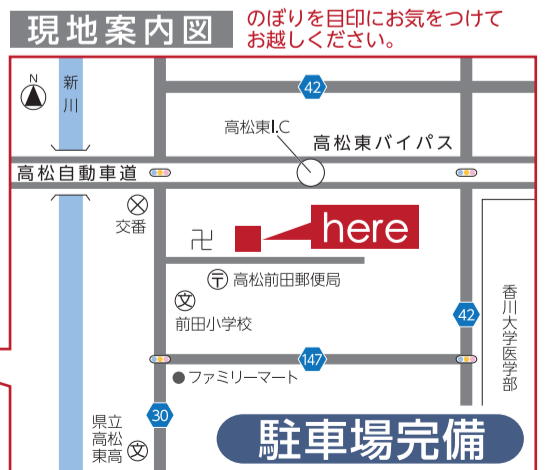 現地案内図
のぼりを目印にお気をつけて
お越しください。
N
新川
42
高松東I.C
高松東バイパス
高松自動車道
交番
卍
here
〒 高松前田郵便局
文
前田小学校
香川大学医学部
42
147
●ファミリーマート
30
県立
高松
東高
文
駐車場完備